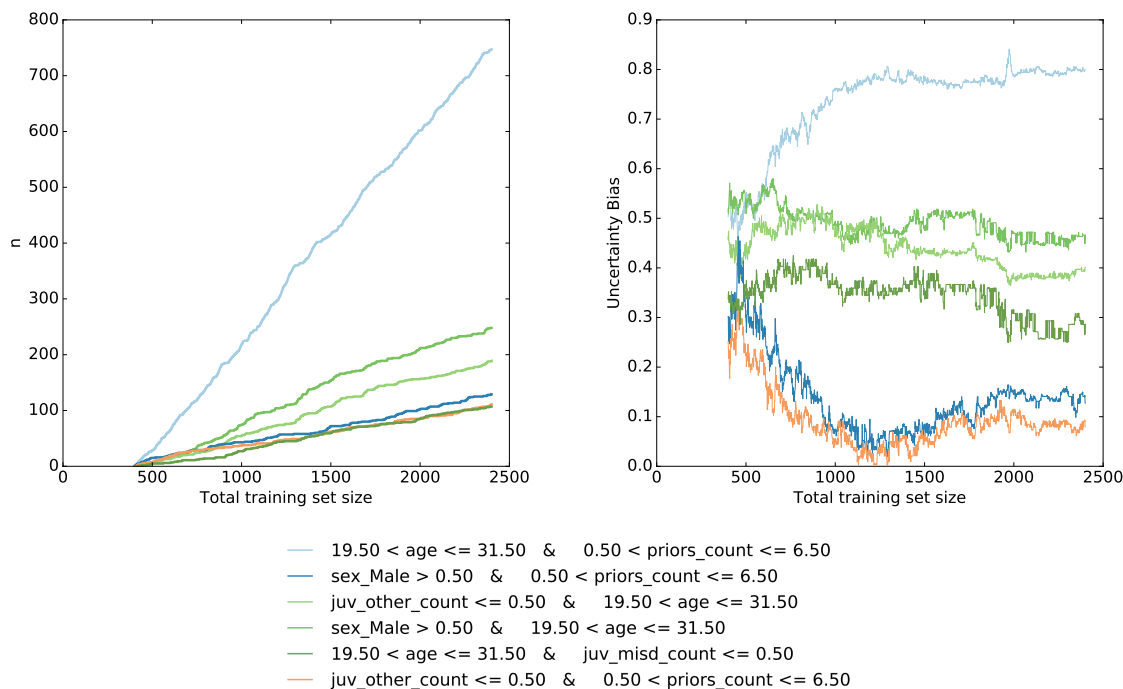 800
700
600
500
400
300
200
100
0
n
0 500 1000 1500 2000 2500
Total training set size
0.9
0.8
0.7
0.6
0.5
0.4
0.3
0.2
0.1
0.0
Uncertainty Bias
0 500 1000 1500 2000 2500
Total training set size
19.50 < age <= 31.50 & 0.50 < priors_count <= 6.50
sex_Male > 0.50 & 0.50 < priors_count <= 6.50
juv_other_count <= 0.50 & 19.50 < age <= 31.50
sex_Male > 0.50 & 19.50 < age <= 31.50
19.50 < age <= 31.50 & juv_misd_count <= 0.50
juv_other_count <= 0.50 & 0.50 < priors_count <= 6.50